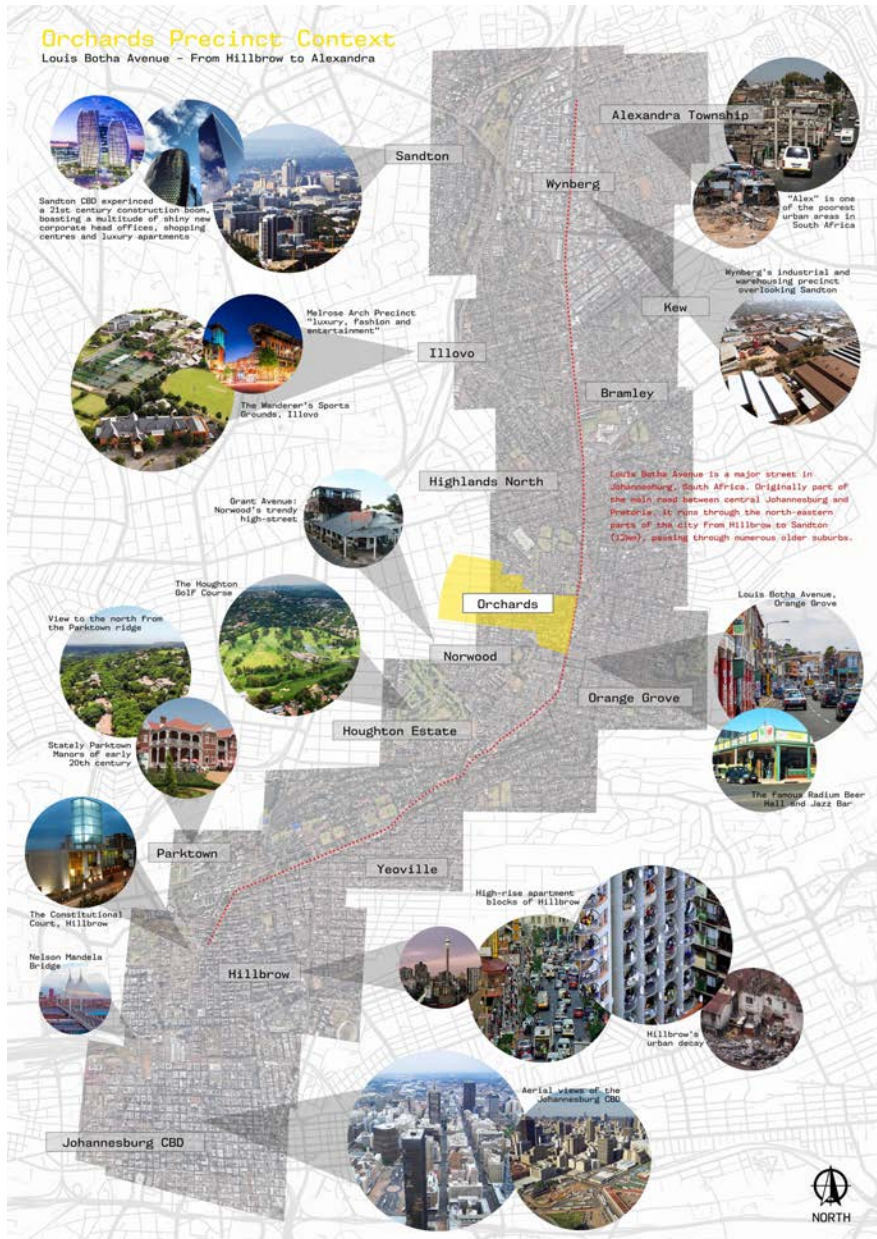 Orchards Precinct Context
Louis Botha Avenue - From Hillbrow to Alexandra
Alexandra Township
Sandton
Wynberg
Sandton CBD experinced
a 21st century construction boom,
boasting a multitude of shiny new
corporate head offices, shopping
centres and luxury apartments
"Alex" is one
of the poorest
urban areas in
South Africa
Wynberg's industrial and
warehousing precinct
overlooking Sandton
Kew
Melrose Arch Precinct
"luxury, fashion and
entertainment"
Illovo
The Wanderer's Sports
Grounds, Illovo
Bramley
Highlands North
Louis Botha Avenue is a major street in
Johannesburg, South Africa. Originally part of
the main road between central Johannesburg and
Pretoria, it runs through the north-eastern
parts of the city from Hillbrow to Sandton
passing through numerous older suburbs.
Grant Avenue:
Norwood's trendy
high-street
The Houghton
Golf Course
Orchards
Louis Botha Avenue,
Orange Grove
View to the north from
the Parktown ridge
Norwood
Orange Grove
Houghton Estate
Stately Parktown
Manors of early
20th century
The Famous Radium Beer
Hall and Jazz Bar
Parktown
Yeoville
High-rise apartment
blocks of Hillbrow
The Constitutional
Court, Hillbrow
Nelson Mandela
Bridge
Hillbrow
Hillbrow's
urban decay
Aerial views of the
Johannesburg CBD
Johannesburg CBD
NORTH